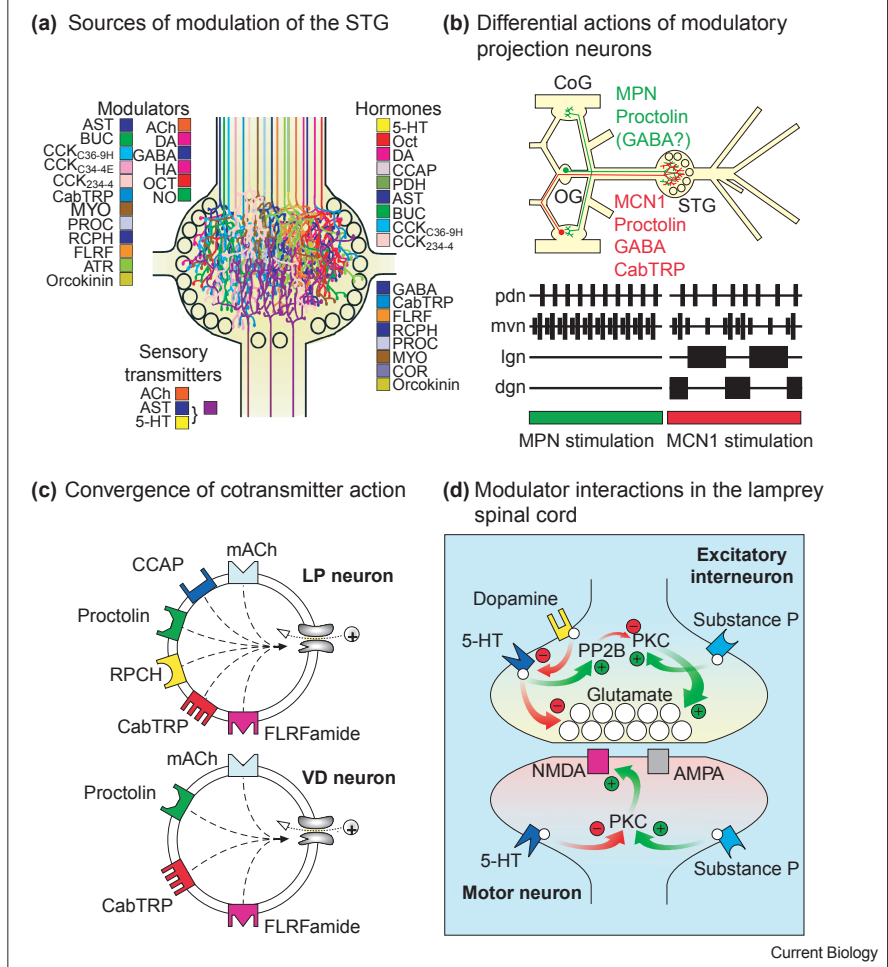 (a) Sources of modulation of the STG
Modulators
AST
BUC
CCKC36-9H
CCKC34-4E
CCK234-4
CabTRP
MYO
PROC
RCPH
FLRF
ATR
Orcokinin
ACh
DA
GABA
HA
OCT
NO
Hormones
5-HT
Oct
DA
CCAP
PDH
AST
BUC
CCKC36-9H
CCK234-4
GABA
CabTRP
FLRF
RCPH
PROC
MYO
COR
Orcokinin
Sensory
transmitters
ACh
AST
5-HT
}
(b) Differential actions of modulatory
projection neurons
CoG
MPN
Proctolin
(GABA?)
OG
STG
MCN1
Proctolin
GABA
CabTRP
pdn
mvn
lgn
dgn
MPN stimulation
MCN1 stimulation
(c) Convergence of cotransmitter action
mACh
CCAP
LP neuron
Proctolin
+
RPCH
CabTRP
FLRFamide
mACh
VD neuron
Proctolin
+
CabTRP
FLRFamide
(d) Modulator interactions in the lamprey
spinal cord
Excitatory
interneuron
Dopamine
Substance P
5-HT
−
−
PP2B
PKC
+
+
−
Glutamate
+
NMDA
AMPA
+
−
PKC
+
5-HT
Substance P
Motor neuron
Current Biology